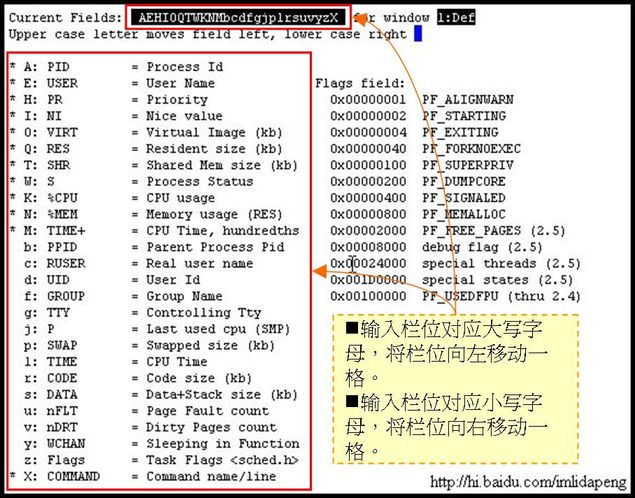 Current Fields: AEHIOQTWKNMbcdfgjplrsuvyzX for window 1:Def
Upper case letter moves field left, lower case right
* A: PID = Process Id
* E: USER = User Name
* H: PR = Priority
* I: NI = Nice value
* O: VIRT = Virtual Image (kb)
* Q: RES = Resident size (kb)
* T: SHR = Shared Mem size (kb)
* W: S = Process Status
* K: %CPU = CPU usage
* N: %MEM = Memory usage (RES)
* M: TIME+ = CPU Time, hundredths
b: PPID = Parent Process Pid
c: RUSER = Real user name
d: UID = User Id
f: GROUP = Group Name
g: TTY = Controlling Tty
j: P = Last used cpu (SMP)
p: SWAP = Swapped size (kb)
l: TIME = CPU Time
r: CODE = Code size (kb)
s: DATA = Data+Stack size (kb)
u: nFLT = Page Fault count
v: nDRT = Dirty Pages count
y: WCHAN = Sleeping in Function
z: Flags = Task Flags <sched.h>
* X: COMMAND = Command name/line
Flags field:
0x00000001 PF_ALIGNWARN
0x00000002 PF_STARTING
0x00000004 PF_EXITING
0x00000040 PF_FORKNOEXEC
0x00000100 PF_SUPERPRIV
0x00000200 PF_DUMPCORE
0x00000400 PF_SIGNALED
0x00000800 PF_MEMALLOC
0x00002000 PF_FREE_PAGES (2.5)
0x00008000 debug flag (2.5)
0x00024000 special threads (2.5)
0x001D0000 special states (2.5)
0x00100000 PF_USEDFPU (thru 2.4)
■输入栏位对应大写字
母，将栏位向左移动一
格。
■输入栏位对应小写字
母，将栏位向右移动一
格。
http://hi.baidu.com/imlidapeng